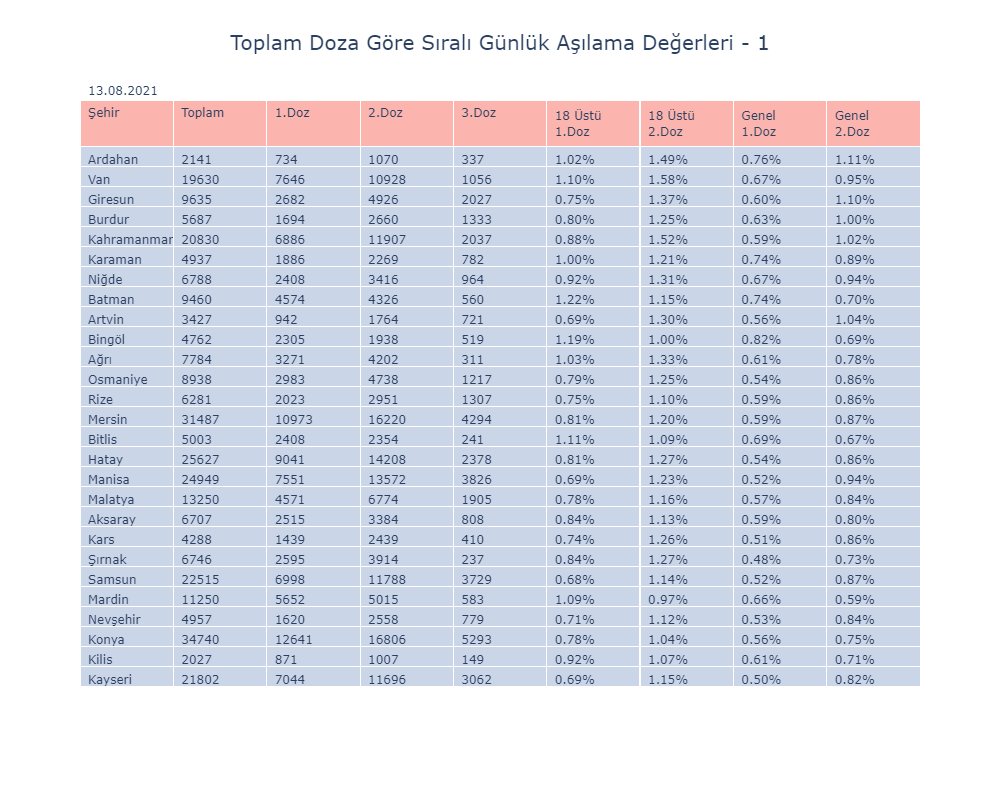 Toplam Doza Göre Sıralı Günlük Aşılama Değerleri - 1
13.08.2021
Şehir Toplam 1.Doz 2.Doz 3.Doz 18 Üstü 1.Doz 18 Üstü 2.Doz Genel 1.Doz Genel 2.Doz
Ardahan 2141 734 1070 337 1.02% 1.49% 0.76% 1.11%
Van 19630 7646 10928 1056 1.10% 1.58% 0.67% 0.95%
Giresun 9635 2682 4926 2027 0.75% 1.37% 0.60% 1.10%
Burdur 5687 1694 2660 1333 0.80% 1.25% 0.63% 1.00%
Kahramanmar 20830 6886 11907 2037 0.88% 1.52% 0.59% 1.02%
Karaman 4937 1886 2269 782 1.00% 1.21% 0.74% 0.89%
Niğde 6788 2408 3416 964 0.92% 1.31% 0.67% 0.94%
Batman 9460 4574 4326 560 1.22% 1.15% 0.74% 0.70%
Artvin 3427 942 1764 721 0.69% 1.30% 0.56% 1.04%
Bingöl 4762 2305 1938 519 1.19% 1.00% 0.82% 0.69%
Ağrı 7784 3271 4202 311 1.03% 1.33% 0.61% 0.78%
Osmaniye 8938 2983 4738 1217 0.79% 1.25% 0.54% 0.86%
Rize 6281 2023 2951 1307 0.75% 1.10% 0.59% 0.86%
Mersin 31487 10973 16220 4294 0.81% 1.20% 0.59% 0.87%
Bitlis 5003 2408 2354 241 1.11% 1.09% 0.69% 0.67%
Hatay 25627 9041 14208 2378 0.81% 1.27% 0.54% 0.86%
Manisa 24949 7551 13572 3826 0.69% 1.23% 0.52% 0.94%
Malatya 13250 4571 6774 1905 0.78% 1.16% 0.57% 0.84%
Aksaray 6707 2515 3384 808 0.84% 1.13% 0.59% 0.80%
Kars 4288 1439 2439 410 0.74% 1.26% 0.51% 0.86%
Şırnak 6746 2595 3914 237 0.84% 1.27% 0.48% 0.73%
Samsun 22515 6998 11788 3729 0.68% 1.14% 0.52% 0.87%
Mardin 11250 5652 5015 583 1.09% 0.97% 0.66% 0.59%
Nevşehir 4957 1620 2558 779 0.71% 1.12% 0.53% 0.84%
Konya 34740 12641 16806 5293 0.78% 1.04% 0.56% 0.75%
Kilis 2027 871 1007 149 0.92% 1.07% 0.61% 0.71%
Kayseri 21802 7044 11696 3062 0.69% 1.15% 0.50% 0.82%